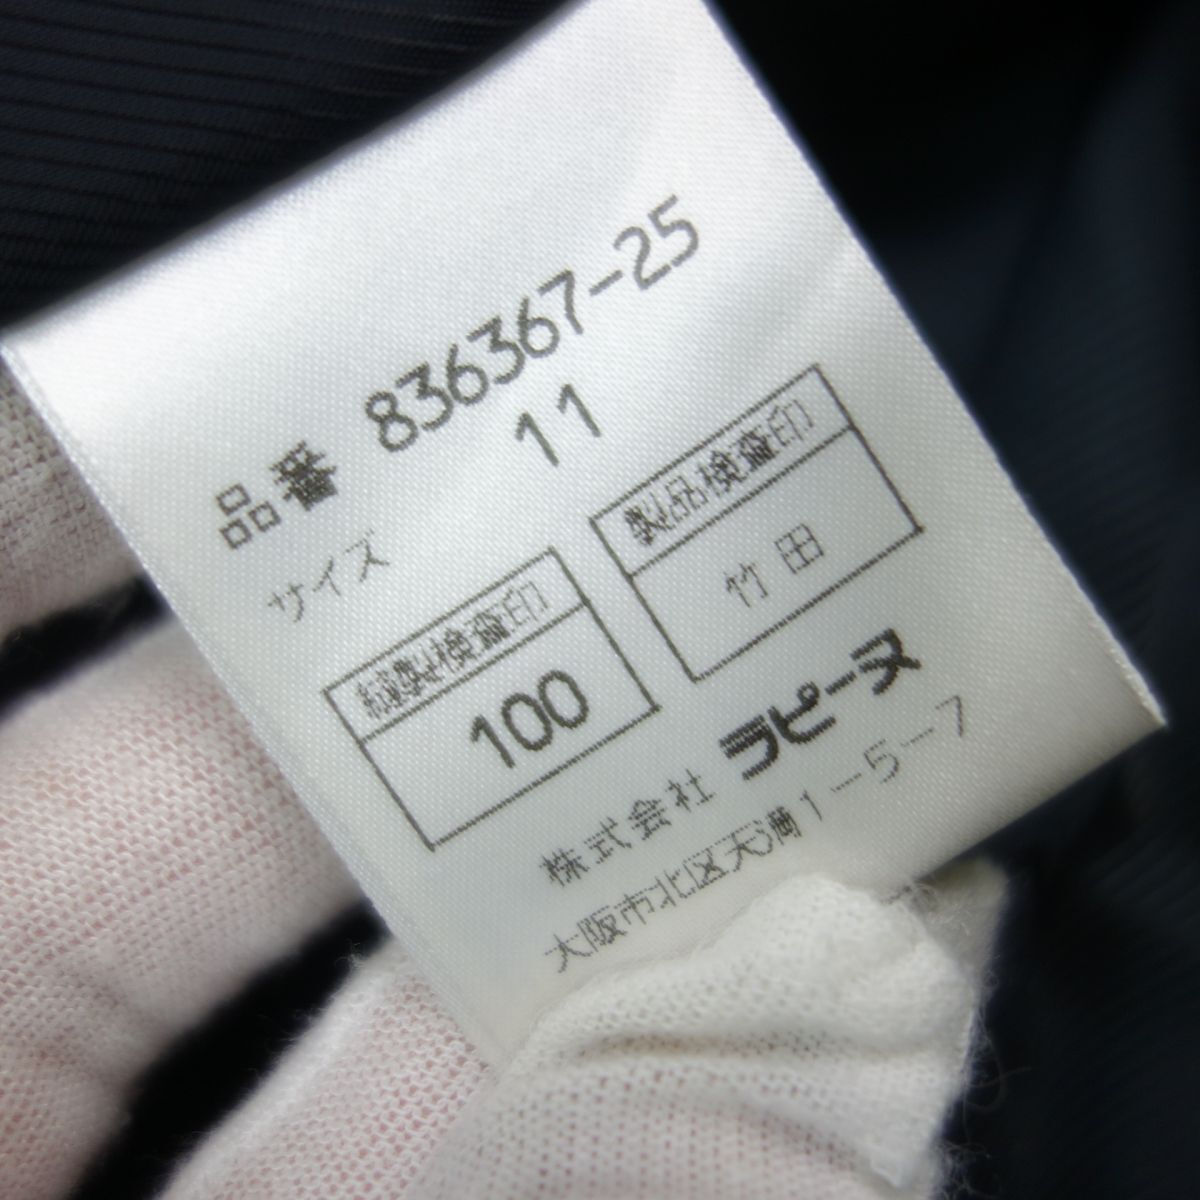 品番 836367-25
サイズ 11
縫製検査印
100
製品検査印
竹田
株式会社 ラピーヌ
大阪市北区天満1-5-7